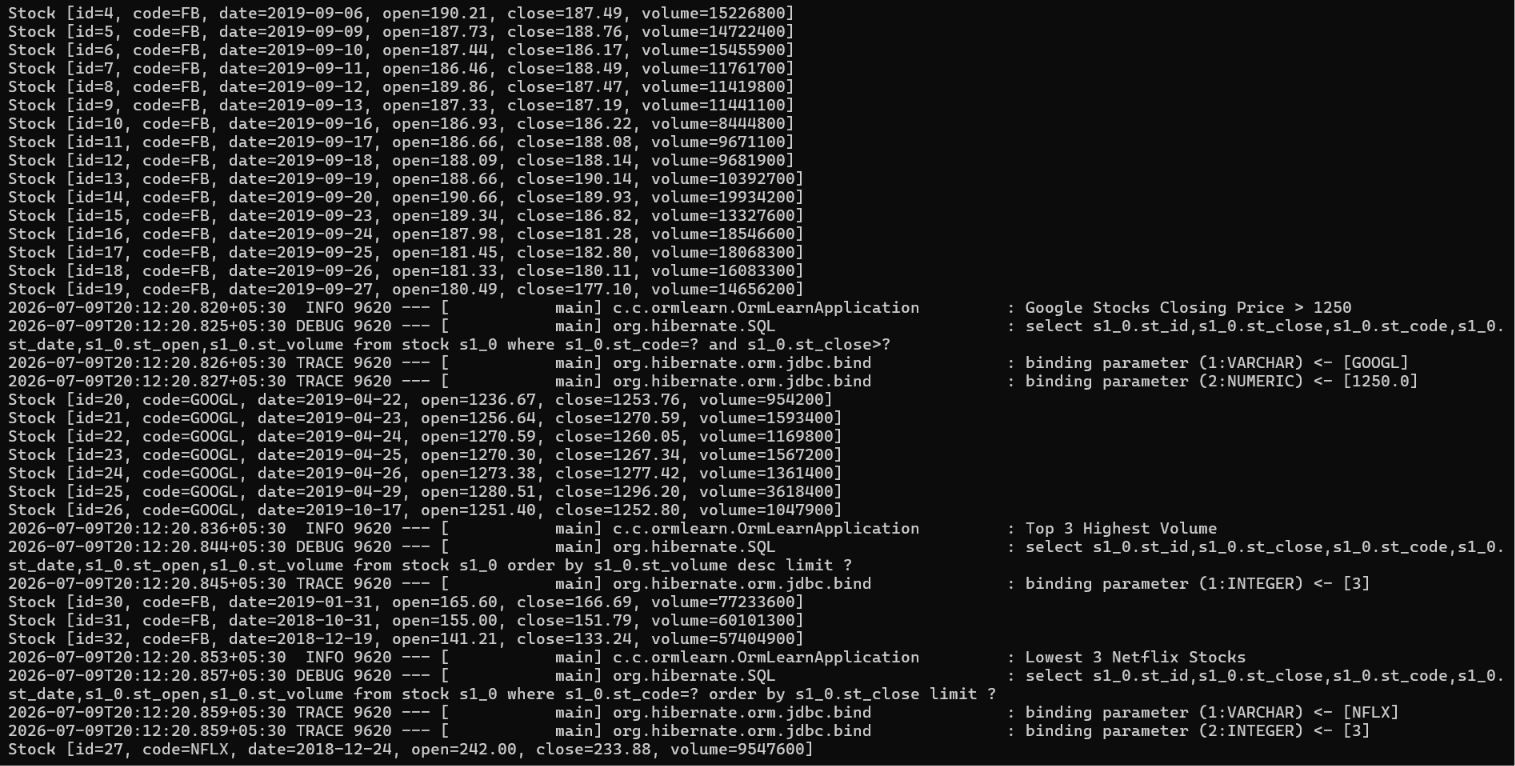 Stock [id=4, code=FB, date=2019-09-06, open=190.21, close=187.49, volume=15226800]
Stock [id=5, code=FB, date=2019-09-09, open=187.73, close=188.76, volume=14722400]
Stock [id=6, code=FB, date=2019-09-10, open=187.44, close=186.17, volume=15455900]
Stock [id=7, code=FB, date=2019-09-11, open=186.46, close=188.49, volume=11761700]
Stock [id=8, code=FB, date=2019-09-12, open=189.86, close=187.47, volume=11419800]
Stock [id=9, code=FB, date=2019-09-13, open=187.33, close=187.19, volume=11441100]
Stock [id=10, code=FB, date=2019-09-16, open=186.93, close=186.22, volume=8444800]
Stock [id=11, code=FB, date=2019-09-17, open=186.66, close=188.08, volume=9671100]
Stock [id=12, code=FB, date=2019-09-18, open=188.09, close=188.14, volume=9681900]
Stock [id=13, code=FB, date=2019-09-19, open=188.66, close=190.14, volume=10392700]
Stock [id=14, code=FB, date=2019-09-20, open=190.66, close=189.93, volume=19934200]
Stock [id=15, code=FB, date=2019-09-23, open=189.34, close=186.82, volume=13327600]
Stock [id=16, code=FB, date=2019-09-24, open=187.98, close=181.28, volume=18546600]
Stock [id=17, code=FB, date=2019-09-25, open=181.45, close=182.80, volume=18068300]
Stock [id=18, code=FB, date=2019-09-26, open=181.33, close=180.11, volume=16083300]
Stock [id=19, code=FB, date=2019-09-27, open=180.49, close=177.10, volume=14656200]
2026-07-09T20:12:20.820+05:30  INFO 9620 --- [           main] c.c.ormlearn.OrmLearnApplication         : Google Stocks Closing Price > 1250
2026-07-09T20:12:20.825+05:30 DEBUG 9620 --- [           main] org.hibernate.SQL                        : select s1_0.st_id,s1_0.st_close,s1_0.st_code,s1_0.
st_date,s1_0.st_open,s1_0.st_volume from stock s1_0 where s1_0.st_code=? and s1_0.st_close>?
2026-07-09T20:12:20.826+05:30 TRACE 9620 --- [           main] org.hibernate.orm.jdbc.bind              : binding parameter (1:VARCHAR) <- [GOOGL]
2026-07-09T20:12:20.827+05:30 TRACE 9620 --- [           main] org.hibernate.orm.jdbc.bind              : binding parameter (2:NUMERIC) <- [1250.0]
Stock [id=20, code=GOOGL, date=2019-04-22, open=1236.67, close=1253.76, volume=954200]
Stock [id=21, code=GOOGL, date=2019-04-23, open=1256.64, close=1270.59, volume=1593400]
Stock [id=22, code=GOOGL, date=2019-04-24, open=1270.59, close=1260.05, volume=1169800]
Stock [id=23, code=GOOGL, date=2019-04-25, open=1270.30, close=1267.34, volume=1567200]
Stock [id=24, code=GOOGL, date=2019-04-26, open=1273.38, close=1277.42, volume=1361400]
Stock [id=25, code=GOOGL, date=2019-04-29, open=1280.51, close=1296.20, volume=3618400]
Stock [id=26, code=GOOGL, date=2019-10-17, open=1251.40, close=1252.80, volume=1047900]
2026-07-09T20:12:20.836+05:30  INFO 9620 --- [           main] c.c.ormlearn.OrmLearnApplication         : Top 3 Highest Volume
2026-07-09T20:12:20.844+05:30 DEBUG 9620 --- [           main] org.hibernate.SQL                        : select s1_0.st_id,s1_0.st_close,s1_0.st_code,s1_0.
st_date,s1_0.st_open,s1_0.st_volume from stock s1_0 order by s1_0.st_volume desc limit ?
2026-07-09T20:12:20.845+05:30 TRACE 9620 --- [           main] org.hibernate.orm.jdbc.bind              : binding parameter (1:INTEGER) <- [3]
Stock [id=30, code=FB, date=2019-01-31, open=165.60, close=166.69, volume=77233600]
Stock [id=31, code=FB, date=2018-10-31, open=155.00, close=151.79, volume=60101300]
Stock [id=32, code=FB, date=2018-12-19, open=141.21, close=133.24, volume=57404900]
2026-07-09T20:12:20.853+05:30  INFO 9620 --- [           main] c.c.ormlearn.OrmLearnApplication         : Lowest 3 Netflix Stocks
2026-07-09T20:12:20.857+05:30 DEBUG 9620 --- [           main] org.hibernate.SQL                        : select s1_0.st_id,s1_0.st_close,s1_0.st_code,s1_0.
st_date,s1_0.st_open,s1_0.st_volume from stock s1_0 where s1_0.st_code=? order by s1_0.st_close limit ?
2026-07-09T20:12:20.859+05:30 TRACE 9620 --- [           main] org.hibernate.orm.jdbc.bind              : binding parameter (1:VARCHAR) <- [NFLX]
2026-07-09T20:12:20.859+05:30 TRACE 9620 --- [           main] org.hibernate.orm.jdbc.bind              : binding parameter (2:INTEGER) <- [3]
Stock [id=27, code=NFLX, date=2018-12-24, open=242.00, close=233.88, volume=9547600]